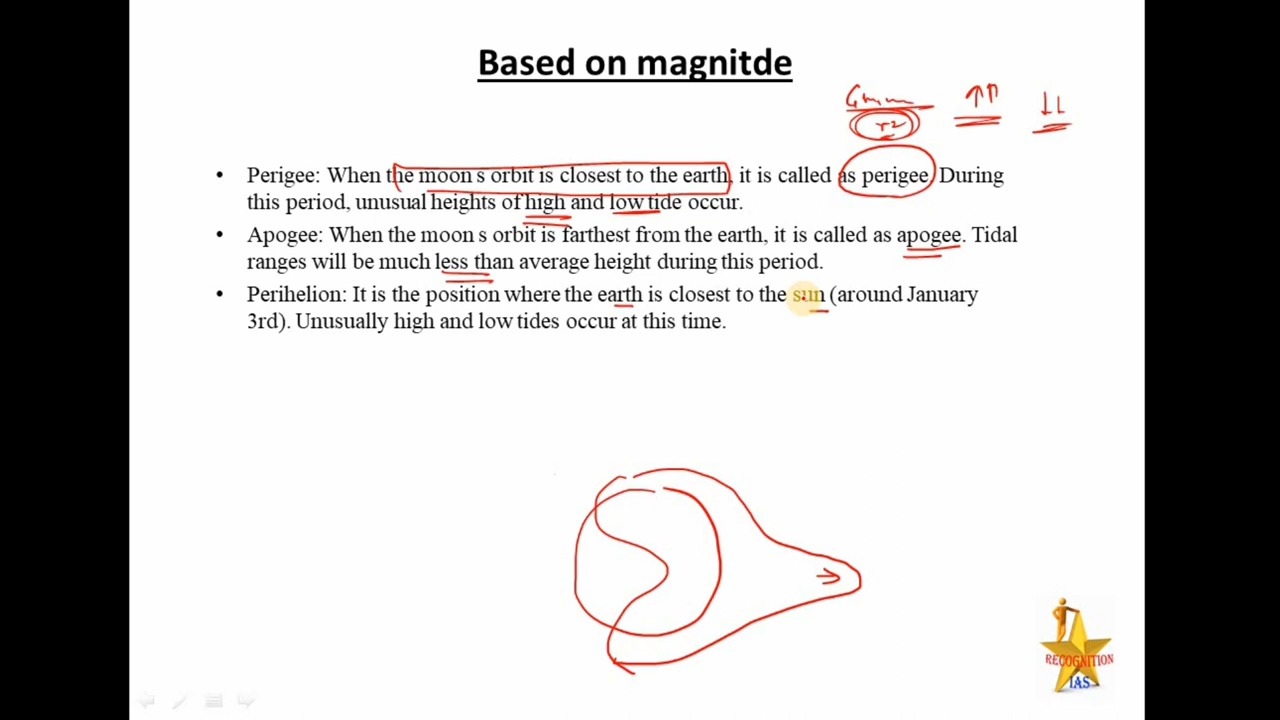 Based on magnitde
r2
• Perigee: When the moon s orbit is closest to the earth, it is called as perigee. During
this period, unusual heights of high and low tide occur.
• Apogee: When the moon s orbit is farthest from the earth, it is called as apogee. Tidal
ranges will be much less than average height during this period.
• Perihelion: It is the position where the earth is closest to the sun (around January
3rd). Unusually high and low tides occur at this time.
RECOGNITION
IAS